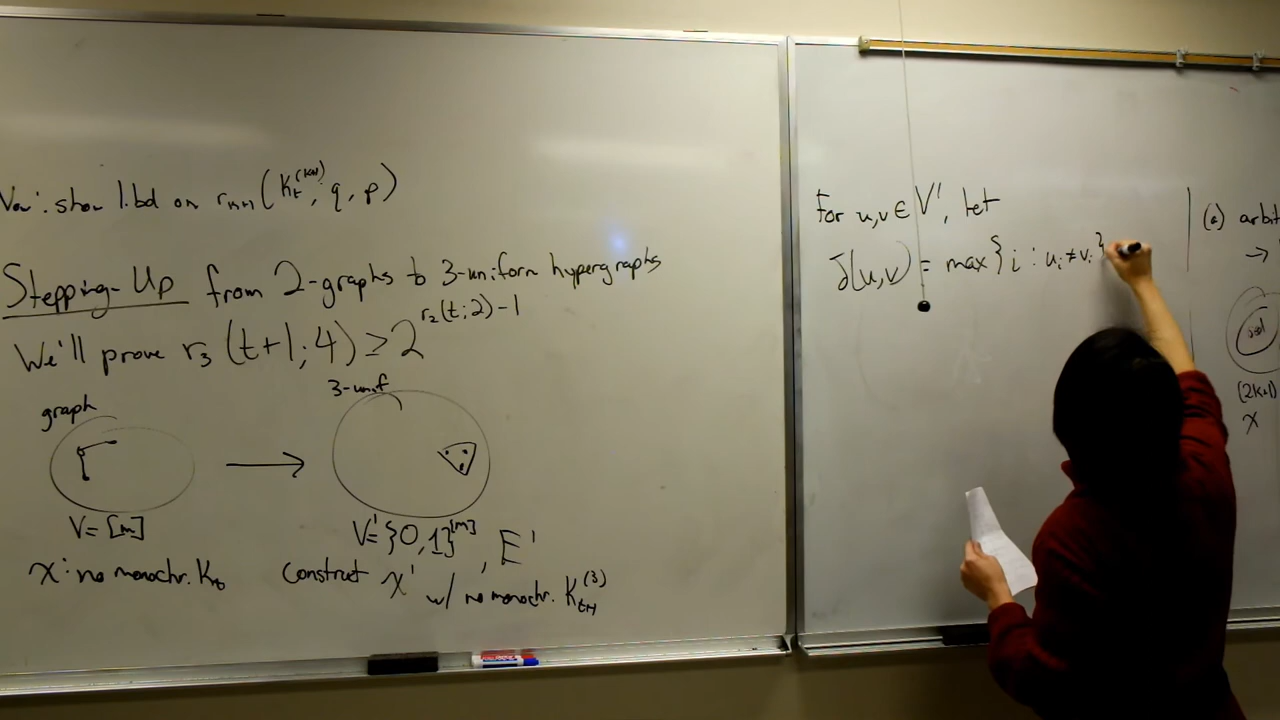 Now: show l.bd on r_{k+1}(K_t^{(k+1)}; q, p)
Stepping-Up from 2-graphs to 3-uniform hypergraphs
We'll prove r_3(t+1; 4) ≥ 2^{r_2(t;2)-1}
graph
3-unif
V=[m]
V'={0,1}^{[m]}, E'
χ: no monochr. K_t
construct χ'
w/ no monochr. K_{t+1}^{(3)}
For u,v ∈ V', let
δ(u,v) = max{i : u_i ≠ v_i}
(a) arbit
→
(2k+1)
χ